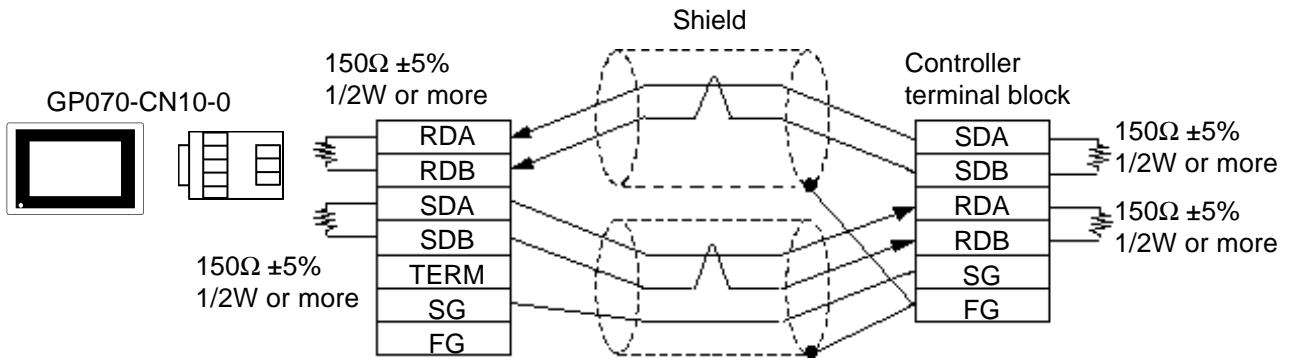 Shield
150Ω ±5%
1/2W or more
GP070-CN10-0
Controller
terminal block
RDA
RDB
SDA
SDB
TERM
SG
FG
150Ω ±5%
1/2W or more
SDA
SDB
RDA
RDB
SG
FG
150Ω ±5%
1/2W or more
150Ω ±5%
1/2W or more